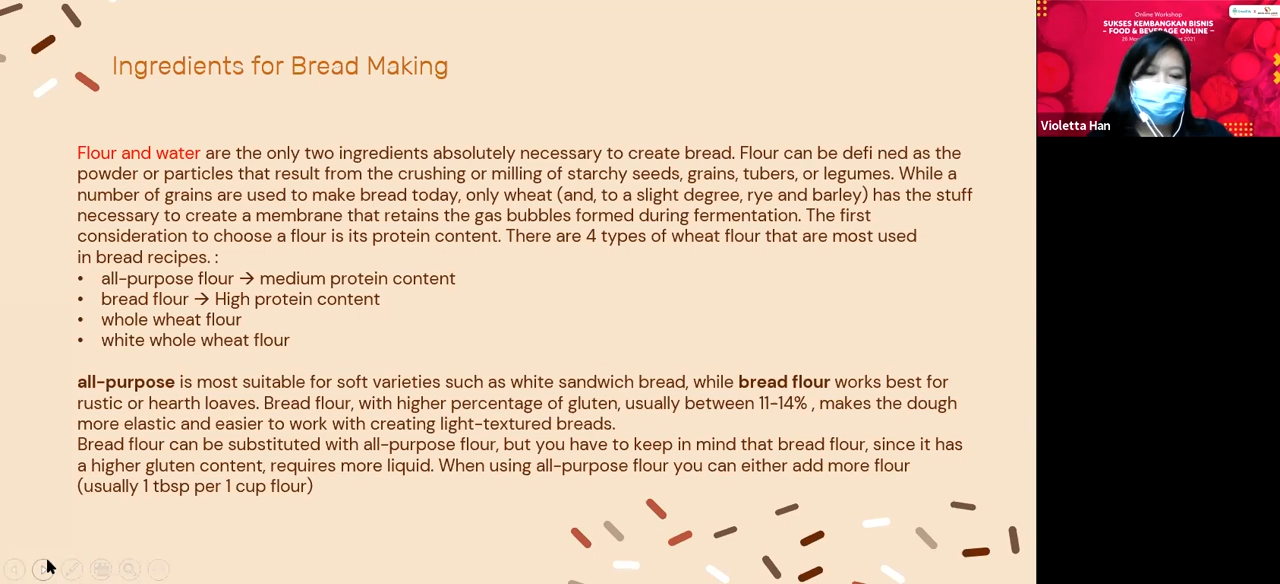 Ingredients for Bread Making
Flour and water are the only two ingredients absolutely necessary to create bread. Flour can be defi ned as the
powder or particles that result from the crushing or milling of starchy seeds, grains, tubers, or legumes. While a
number of grains are used to make bread today, only wheat (and, to a slight degree, rye and barley) has the stuff
necessary to create a membrane that retains the gas bubbles formed during fermentation. The first
consideration to choose a flour is its protein content. There are 4 types of wheat flour that are most used
in bread recipes. :
• all-purpose flour → medium protein content
• bread flour → High protein content
• whole wheat flour
• white whole wheat flour
all-purpose is most suitable for soft varieties such as white sandwich bread, while bread flour works best for
rustic or hearth loaves. Bread flour, with higher percentage of gluten, usually between 11-14% , makes the dough
more elastic and easier to work with creating light-textured breads.
Bread flour can be substituted with all-purpose flour, but you have to keep in mind that bread flour, since it has
a higher gluten content, requires more liquid. When using all-purpose flour you can either add more flour
(usually 1 tbsp per 1 cup flour)
Online Workshop
SUKSES KEMBANGKAN BISNIS
- FOOD & BEVERAGE ONLINE -
2021
Violetta Han